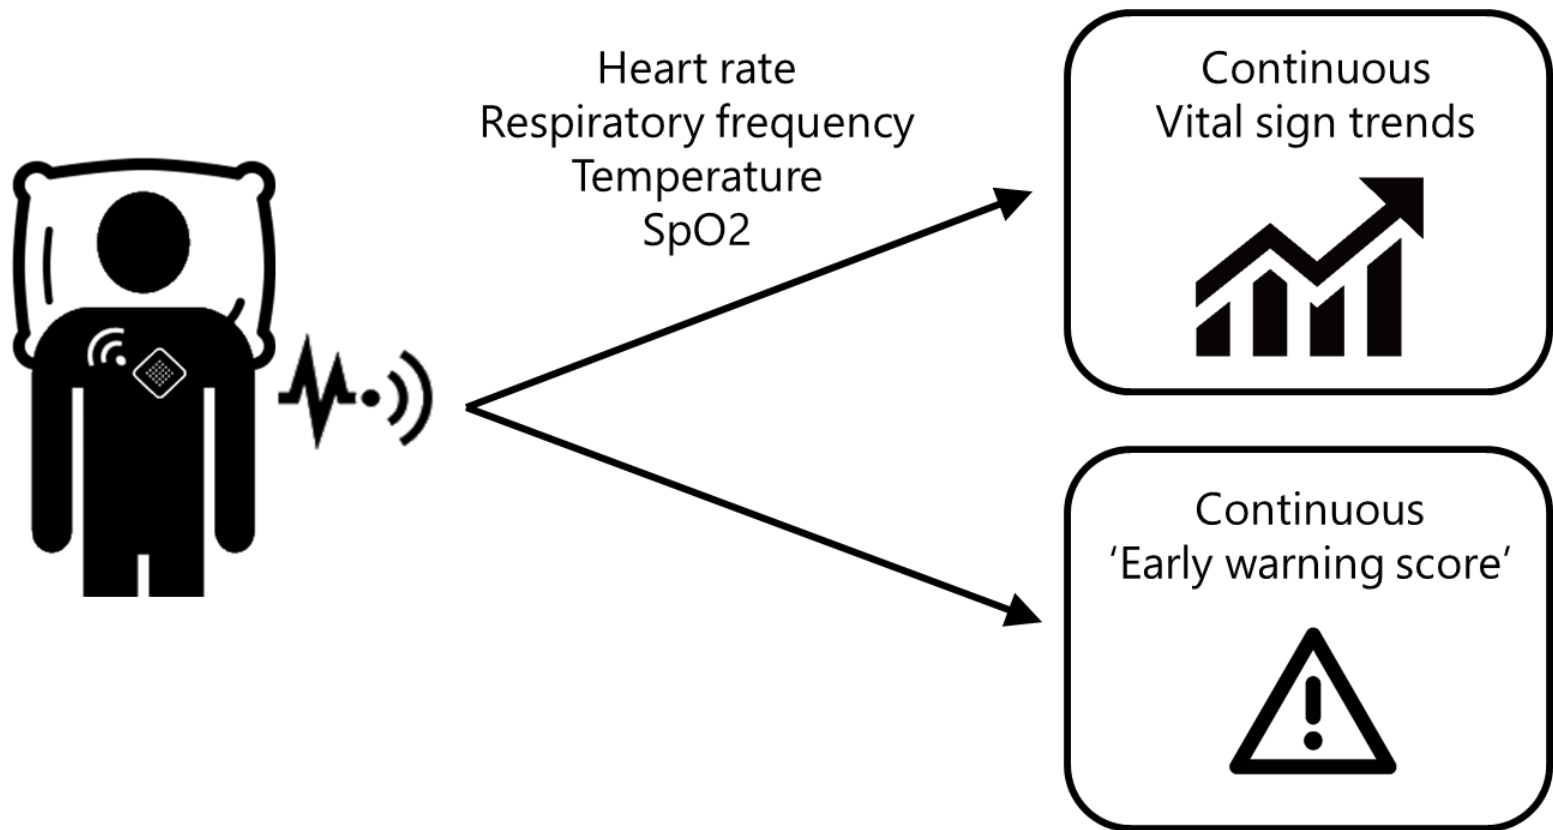 Heart rate
Respiratory frequency
Temperature
SpO2
Continuous
Vital sign trends
Continuous
‘Early warning score’